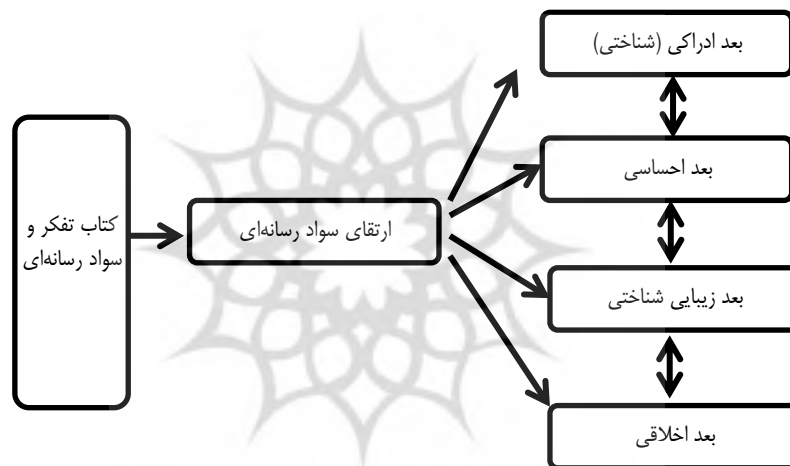 کتاب تفکر و
سواد رسانه‌ای
ارتقای سواد رسانه‌ای
بعد ادراکی (شناختی)
بعد احساسی
بعد زیبایی شناختی
بعد اخلاقی